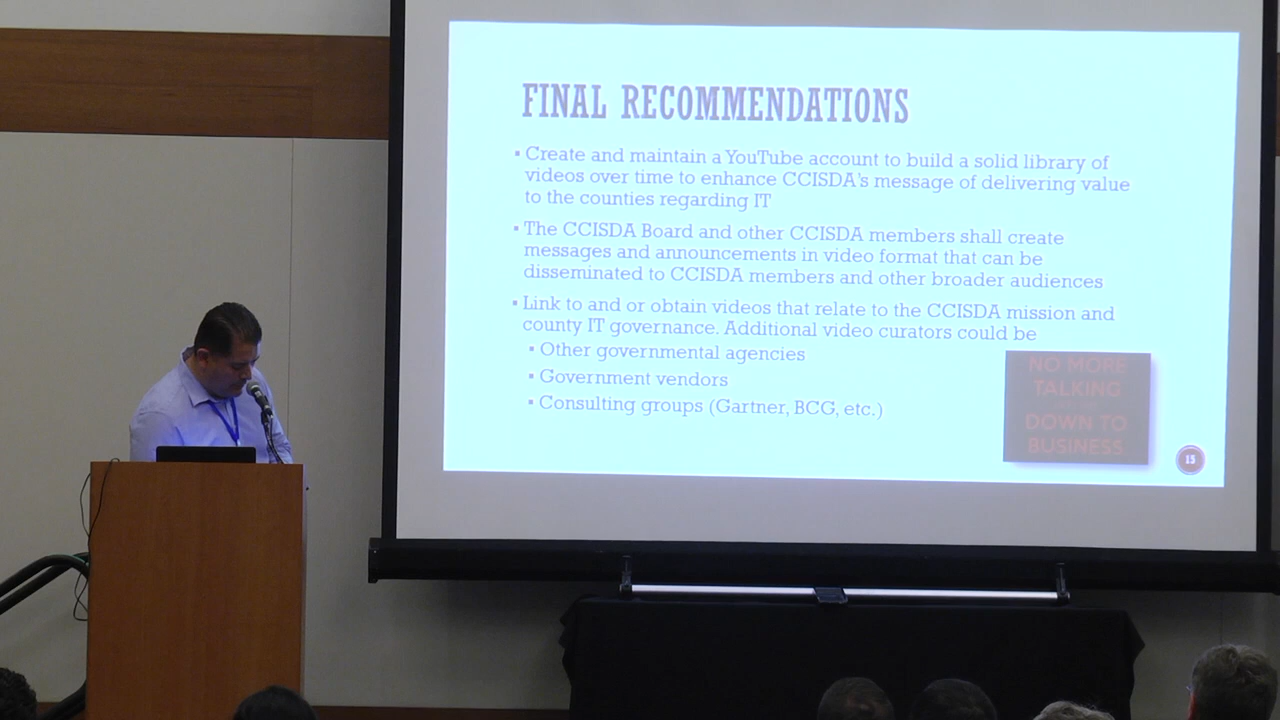 FINAL RECOMMENDATIONS
▪ Create and maintain a YouTube account to build a solid library of
videos over time to enhance CCISDA's message of delivering value
to the counties regarding IT
▪ The CCISDA Board and other CCISDA members shall create
messages and announcements in video format that can be
disseminated to CCISDA members and other broader audiences
▪ Link to and or obtain videos that relate to the CCISDA mission and
county IT governance. Additional video curators could be
▪ Other governmental agencies
▪ Government vendors
▪ Consulting groups (Gartner, BCG, etc.)
NO MORE
TALKING
DOWN TO
BUSINESS
15